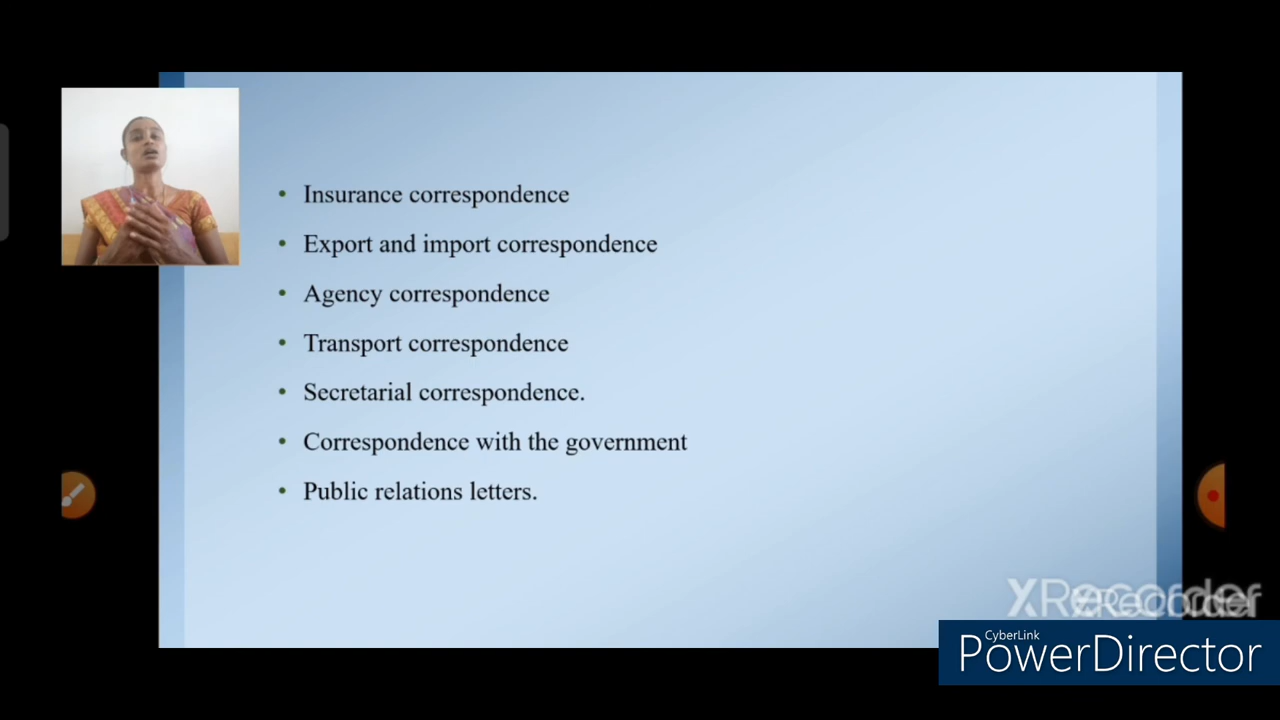 • Insurance correspondence
• Export and import correspondence
• Agency correspondence
• Transport correspondence
• Secretarial correspondence.
• Correspondence with the government
• Public relations letters.
XRecorder
XRecorder
CyberLink
PowerDirector